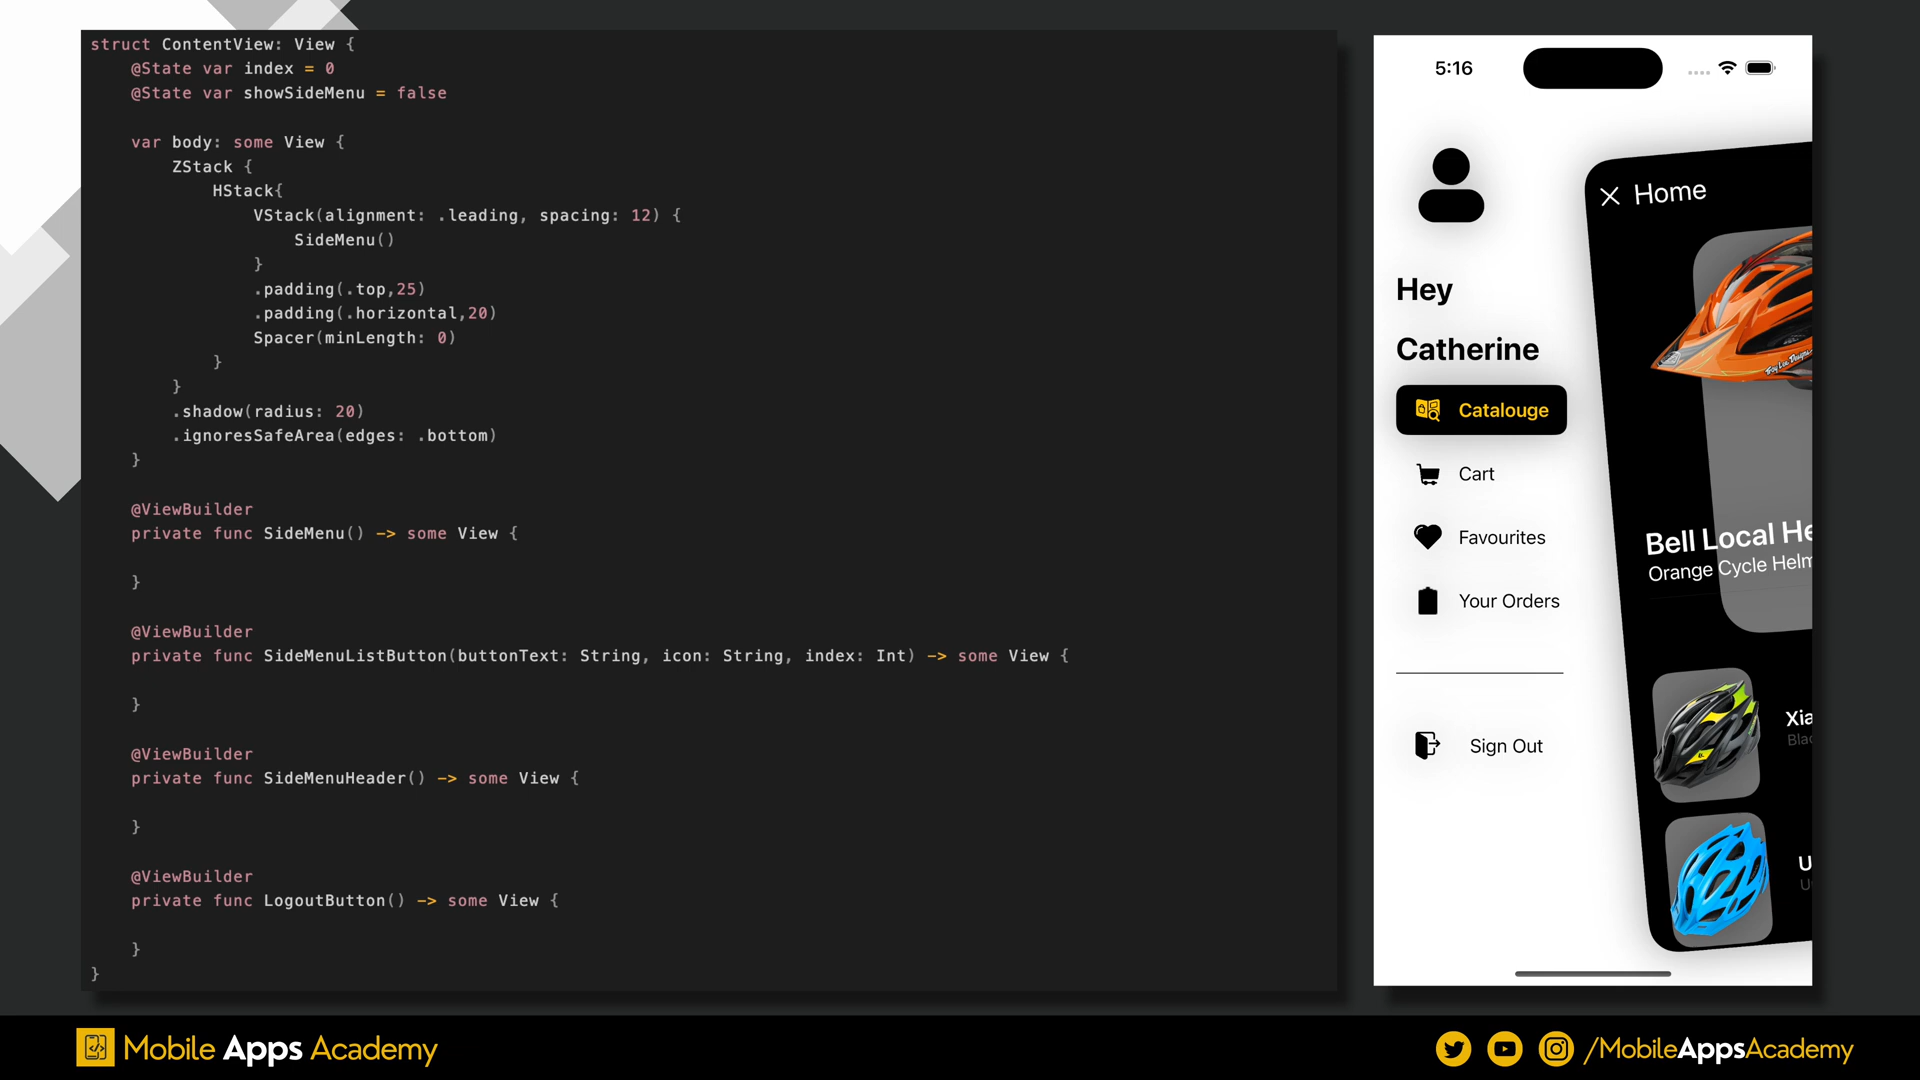 struct ContentView: View {
@State var index = 0
@State var showSideMenu = false
var body: some View {
ZStack {
HStack{
VStack(alignment: .leading, spacing: 12) {
SideMenu()
}
.padding(.top,25)
.padding(.horizontal,20)
Spacer(minLength: 0)
}
}
.shadow(radius: 20)
.ignoresSafeArea(edges: .bottom)
}
@ViewBuilder
private func SideMenu() -> some View {
}
@ViewBuilder
private func SideMenuListButton(buttonText: String, icon: String, index: Int) -> some View {
}
@ViewBuilder
private func SideMenuHeader() -> some View {
}
@ViewBuilder
private func LogoutButton() -> some View {
}
}
5:16
Hey
Catherine
Catalouge
Cart
Favourites
Your Orders
Sign Out
Home
Troy Lee Designs
Bell Local He
Orange Cycle Helm
Xia
Blac
U
U
Mobile Apps Academy
/MobileAppsAcademy